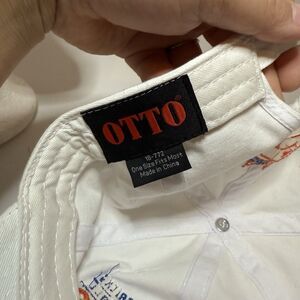 OTTO
18-772
One Size Fits Most
Made in China